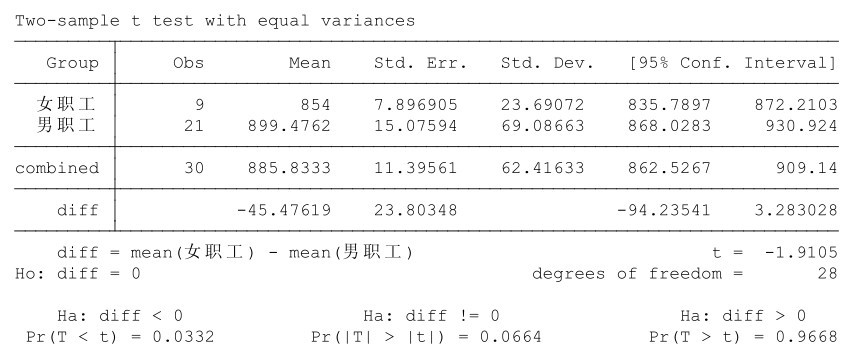 Two-sample t test with equal variances
Group Obs Mean Std. Err. Std. Dev. [95% Conf. Interval]
女职工 9 854 7.896905 23.69072 835.7897 872.2103
男职工 21 899.4762 15.07594 69.08663 868.0283 930.924
combined 30 885.8333 11.39561 62.41633 862.5267 909.14
diff -45.47619 23.80348 -94.23541 3.283028
diff = mean(女职工) - mean(男职工) t = -1.9105
Ho: diff = 0 degrees of freedom = 28
Ha: diff < 0 Ha: diff != 0 Ha: diff > 0
Pr(T < t) = 0.0332 Pr(|T| > |t|) = 0.0664 Pr(T > t) = 0.9668